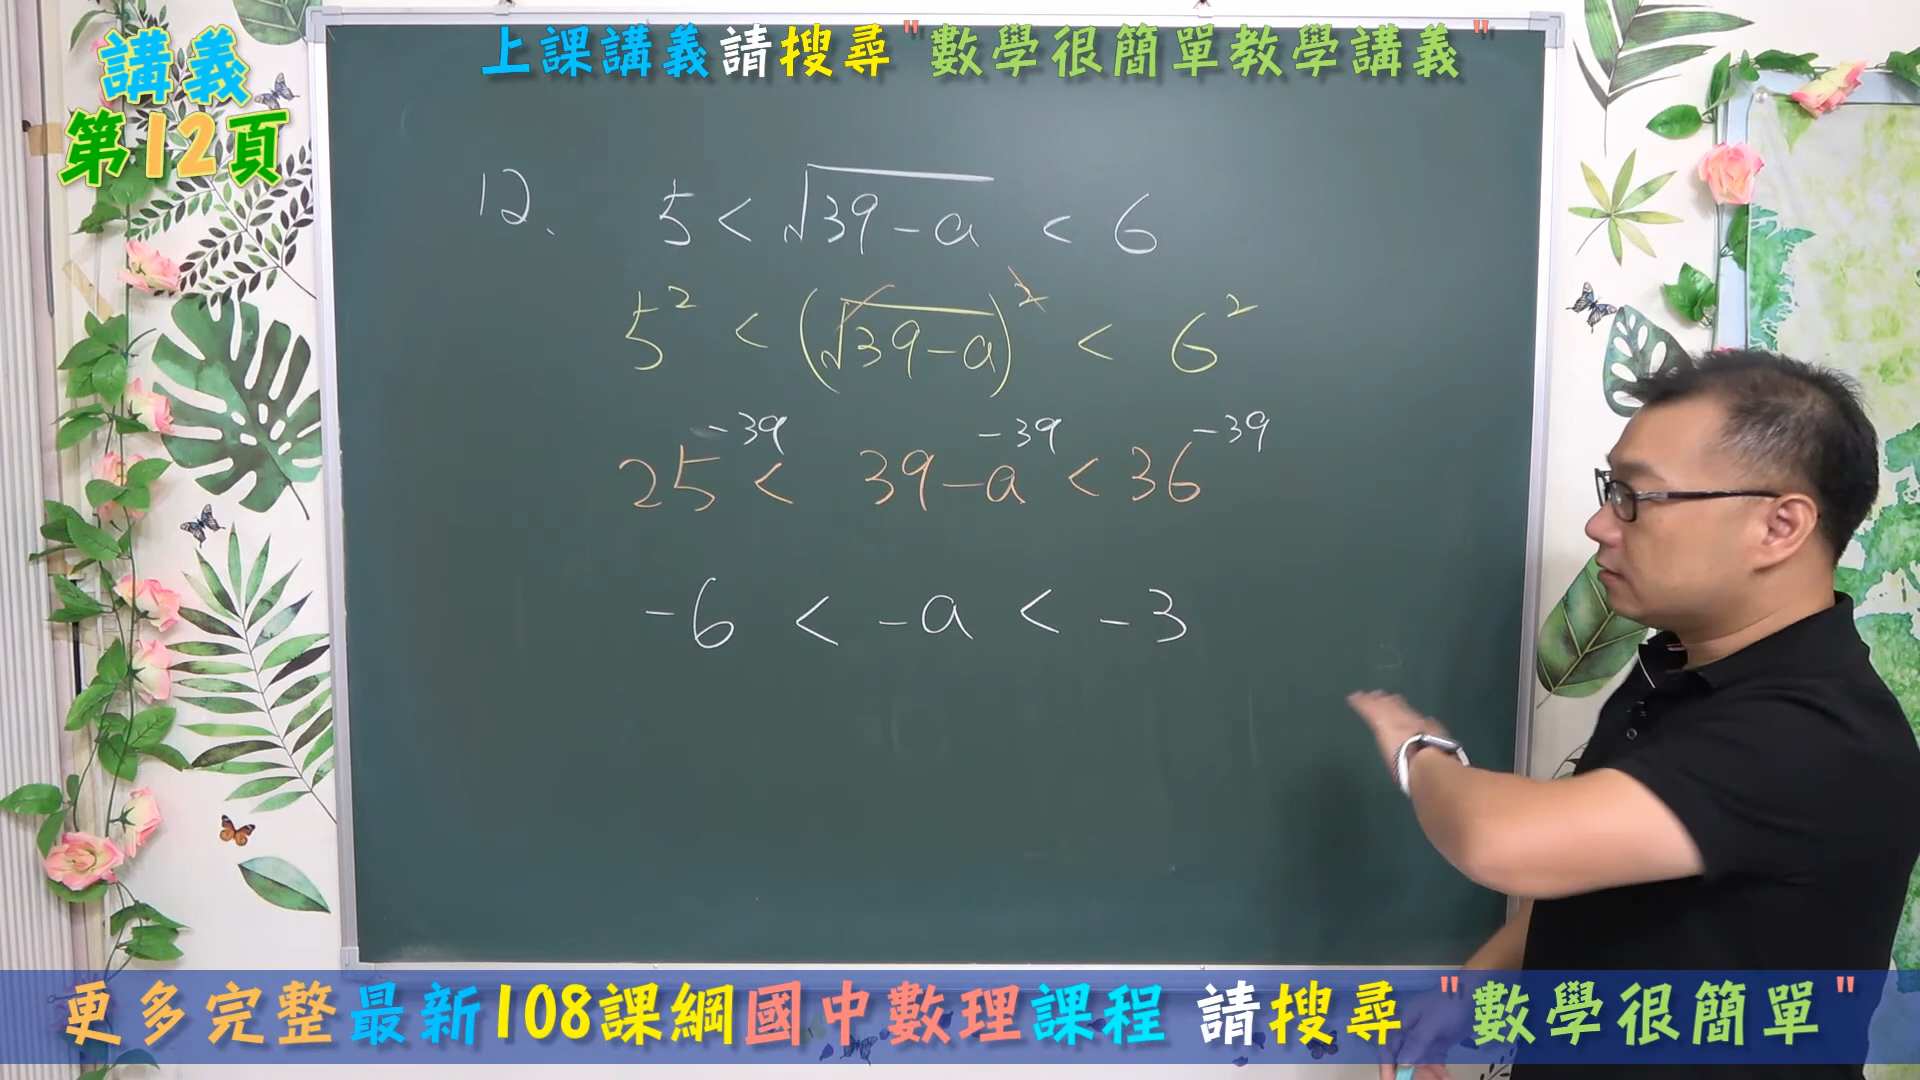 講義
第12頁
上課講義請搜尋"數學很簡單教學講義"
12、 5 < √39-a < 6
5² < (√39-a)² < 6²
-39 -39 -39
25 < 39-a < 36
-6 < -a < -3
更多完整最新108課綱國中數理課程 請搜尋 "數學很簡單"